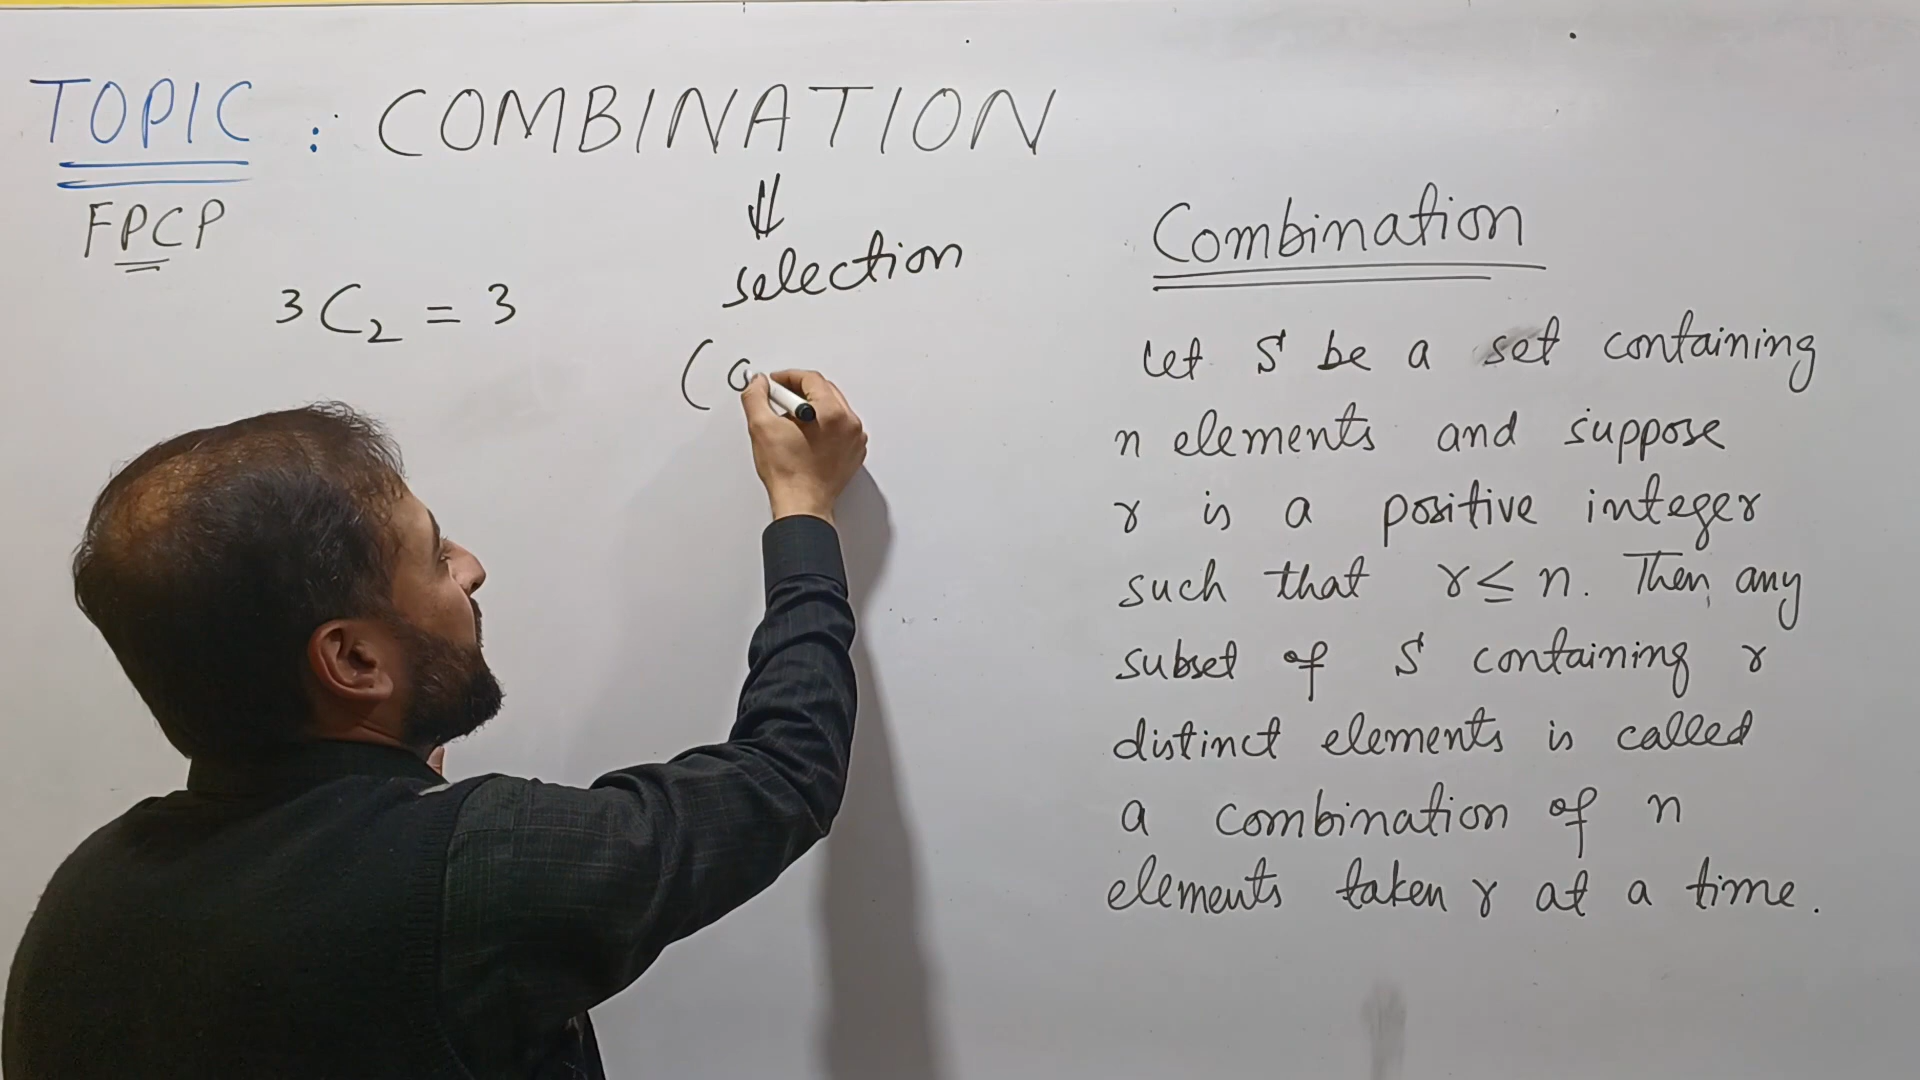 TOPIC : COMBINATION
FPCP
³C₂ = 3
⇓
selection
(a
Combination
Let S be a set containing
n elements and suppose
r is a positive integer
such that r ≤ n. Then, any
subset of S containing r
distinct elements is called
a combination of n
elements taken r at a time.